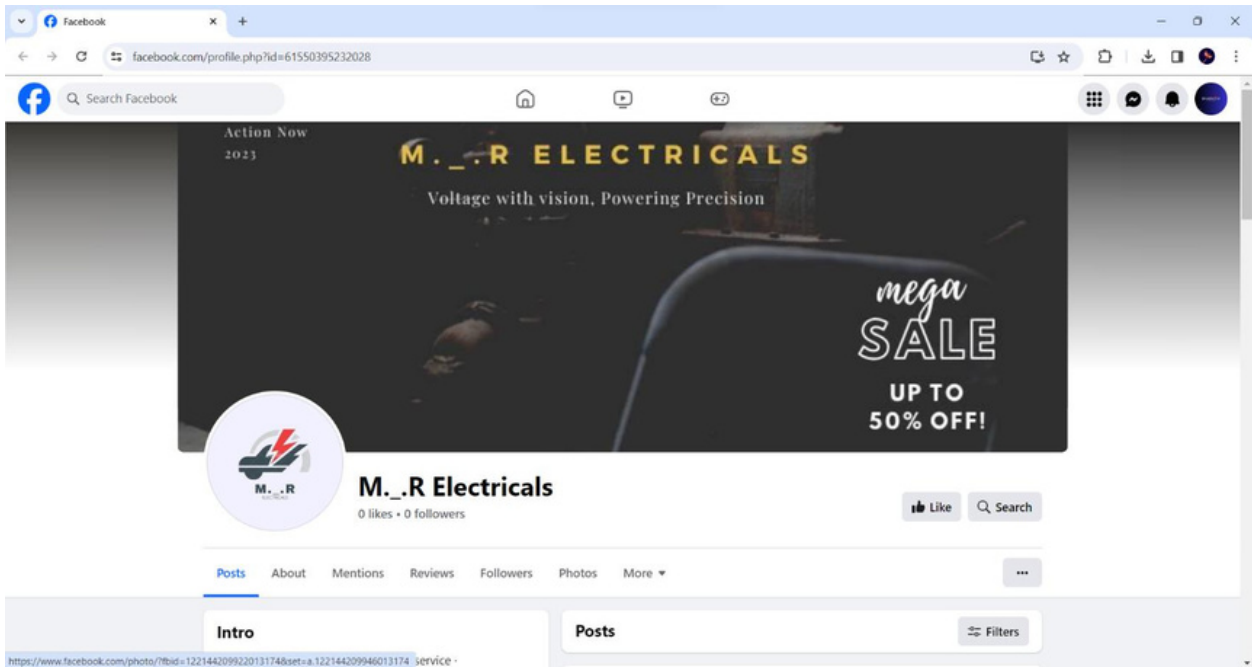 Facebook
facebook.com/profile.php?id=61550395232028
Search Facebook
Action Now
2023
M._.R ELECTRICALS
Voltage with vision, Powering Precision
mega
SALE
UP TO
50% OFF!
M._.R
M._.R Electricals
0 likes • 0 followers
Like
Search
Posts
About
Mentions
Reviews
Followers
Photos
More
Intro
Posts
Filters
https://www.facebook.com/photo/?fbid=122144209922013174&set=a.122144209946013174
service ·